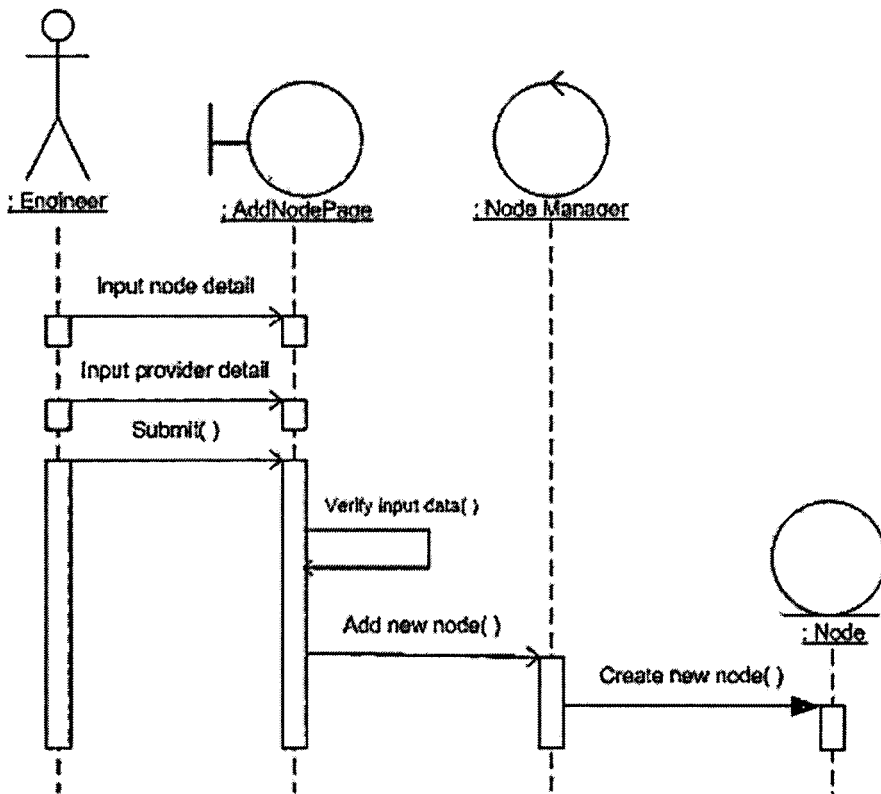 : Engineer
: AddNodePage
: Node Manager
Input node detail
Input provider detail
Submit( )
Verify input data( )
Add new node( )
: Node
Create new node( )